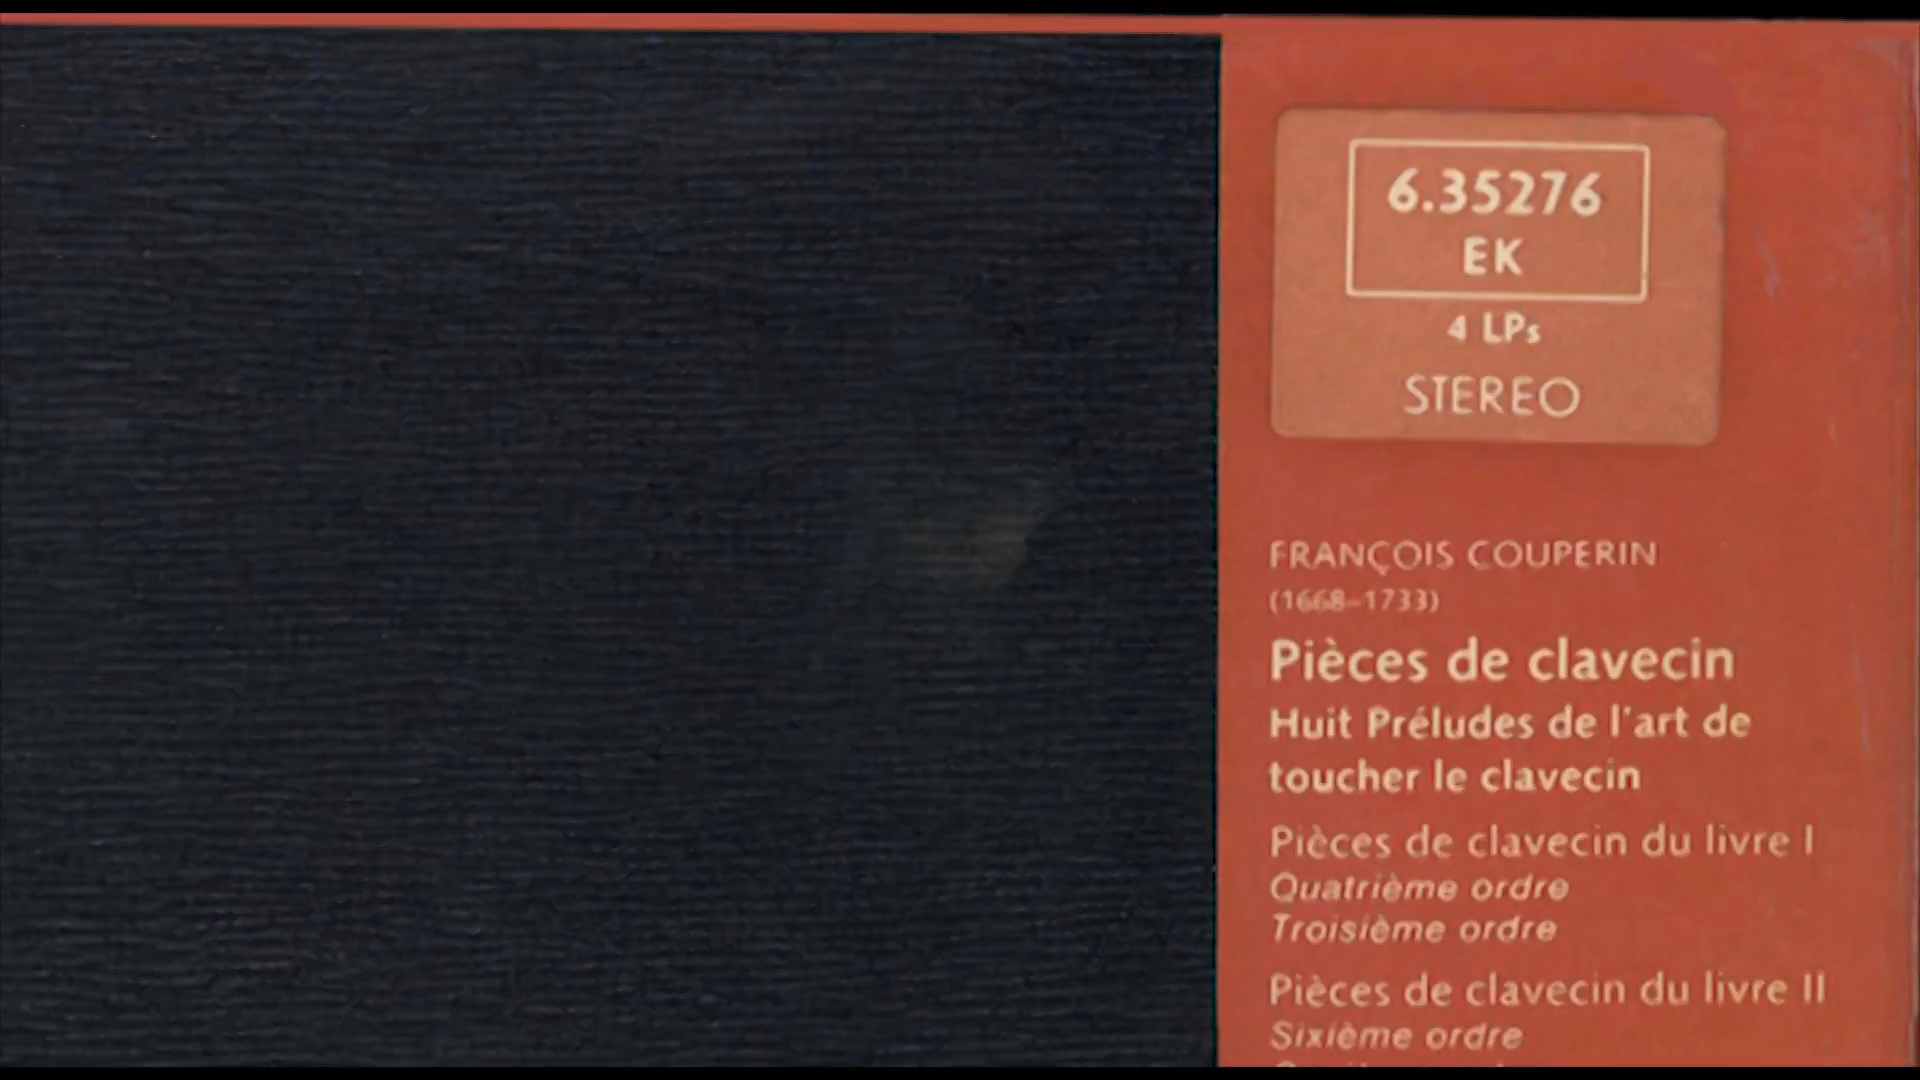 6.35276
EK
4 LPs
STEREO
FRANÇOIS COUPERIN
(1668–1733)
Pièces de clavecin
Huit Préludes de l'art de
toucher le clavecin
Pièces de clavecin du livre I
Quatrième ordre
Troisième ordre
Pièces de clavecin du livre II
Sixième ordre